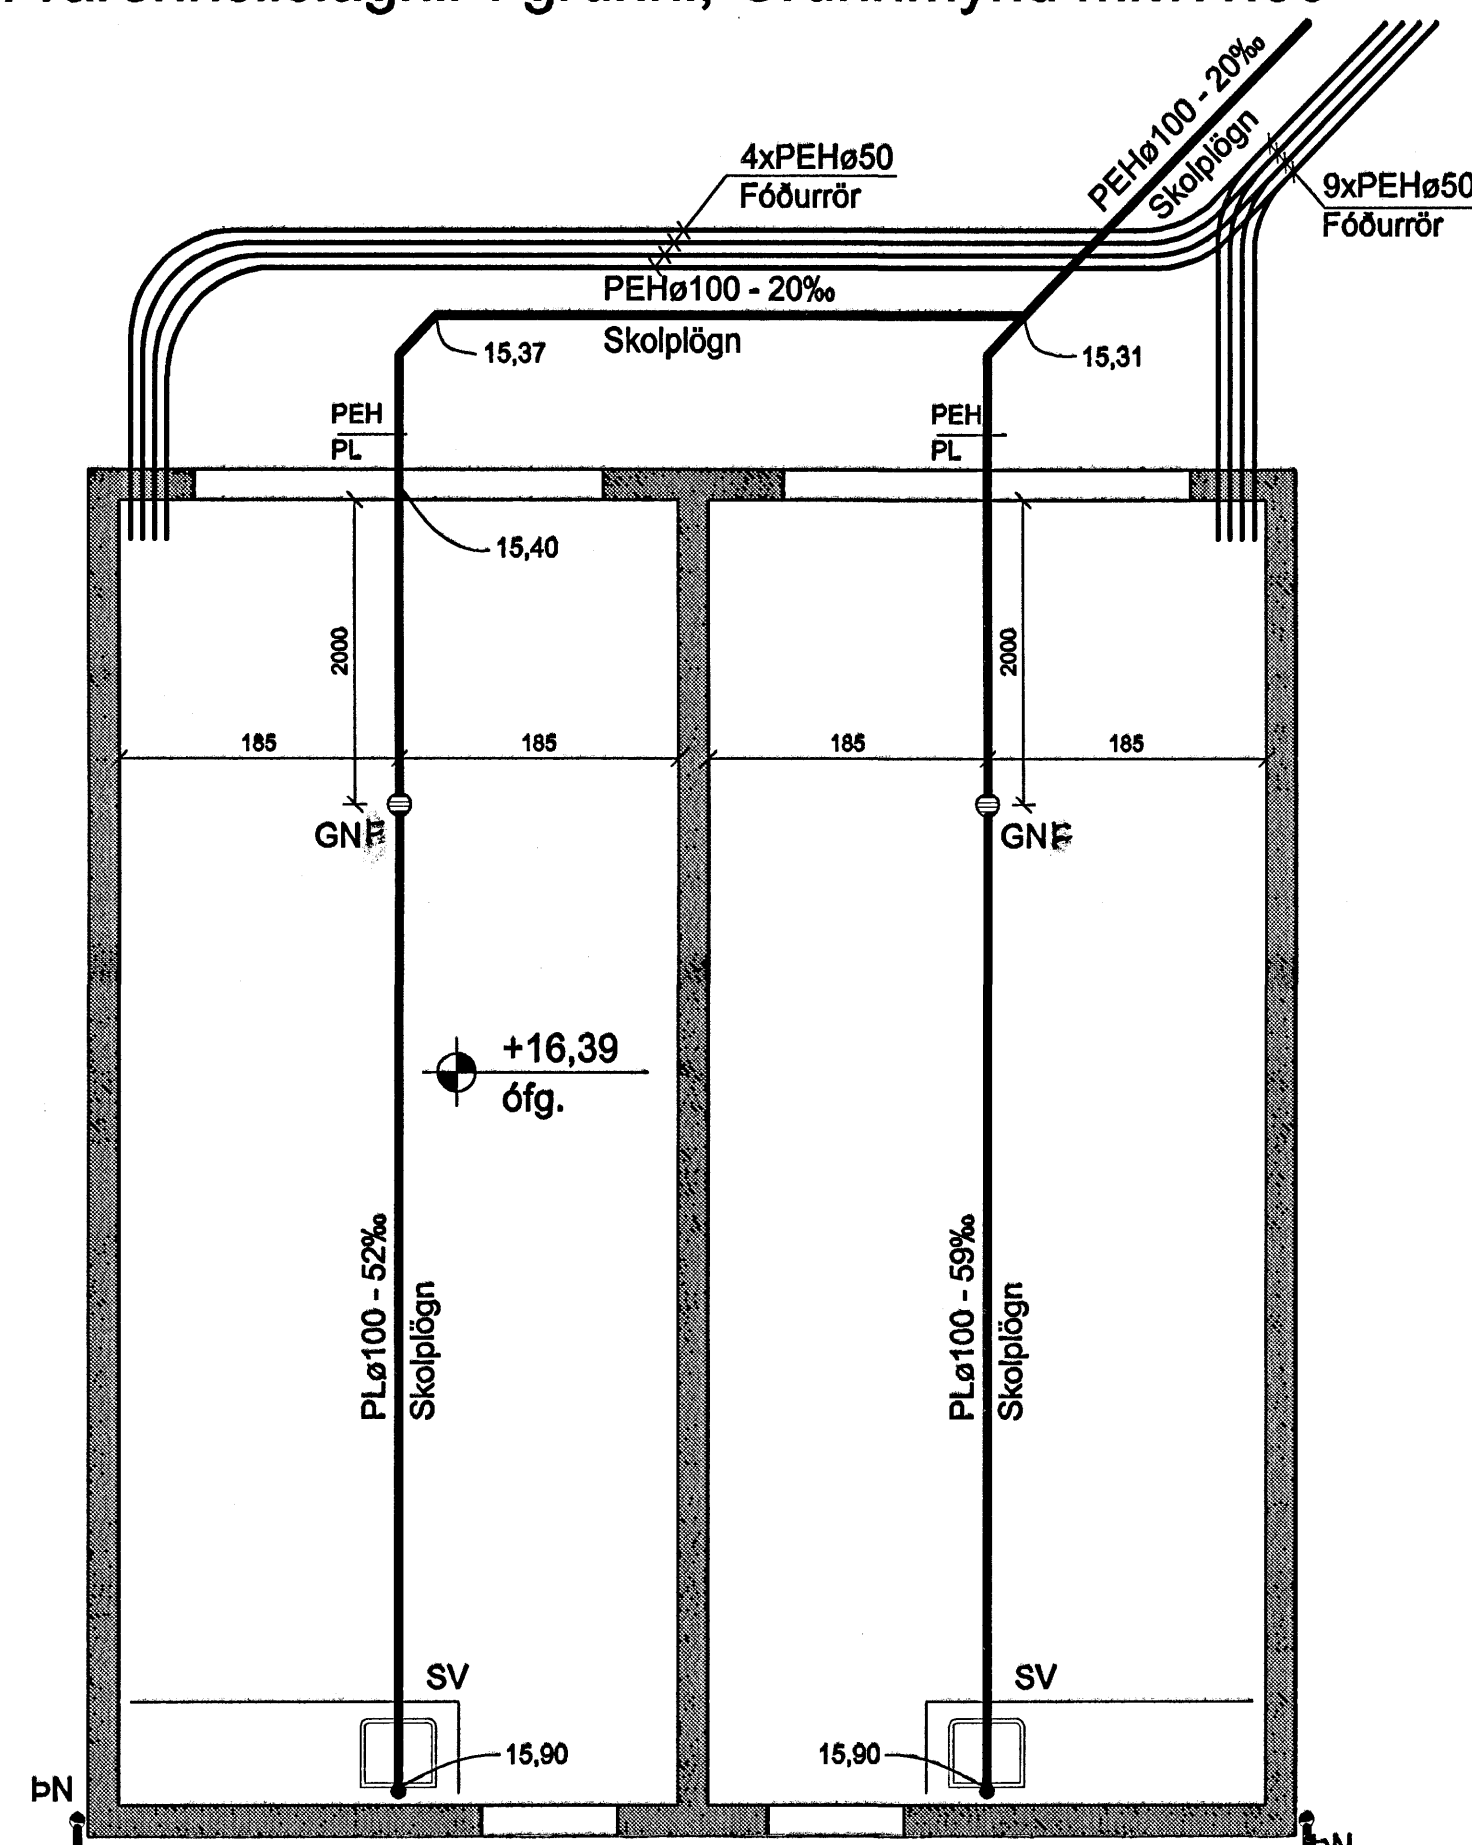 PEHø100 - 20‰
Skolplögn
4xPEHø50
Fóðurrör
9xPEHø50
Fóðurrör
PEHø100 - 20‰
Skolplögn
15,37
15,31
PEH
PL
PEH
PL
15,40
2000
2000
185
185
185
185
GNF
GNF
+16,39
ófg.
PLø100 - 52‰
Skolplögn
PLø100 - 59‰
Skolplögn
SV
SV
15,90
15,90
ÞN
ÞN